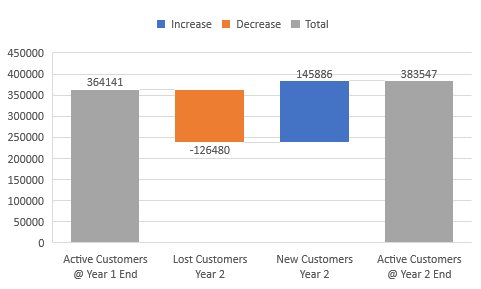 Increase Decrease Total
450000
400000
350000
300000
250000
200000
150000
100000
50000
0
364141
-126480
145886
383547
Active Customers
@ Year 1 End
Lost Customers
Year 2
New Customers
Year 2
Active Customers
@ Year 2 End